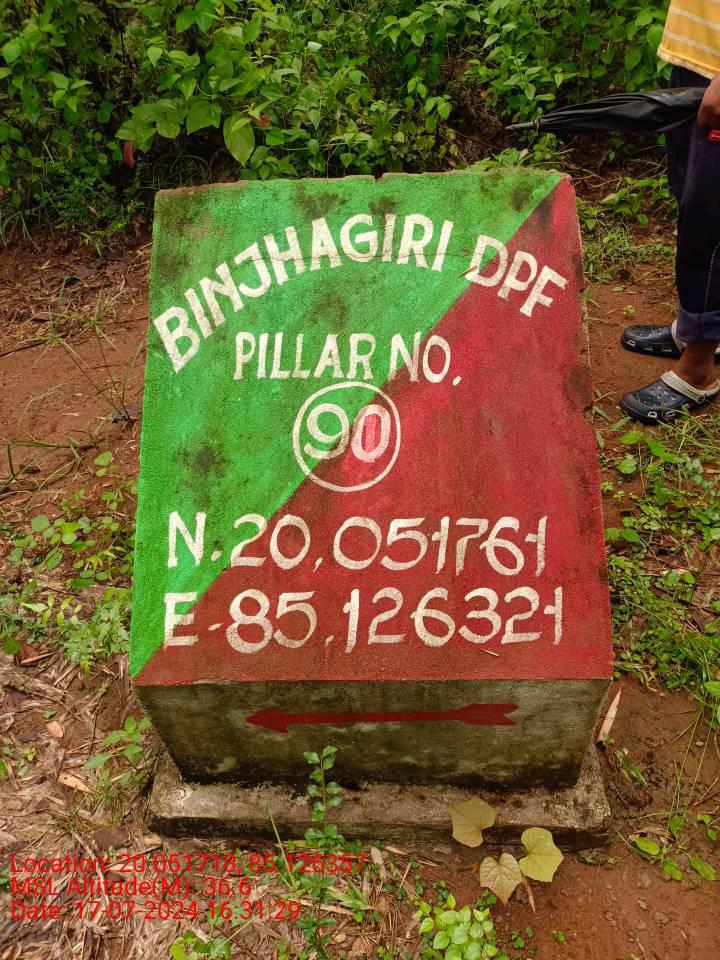 BINJHAGIRI DPF
PILLAR NO.
90
N. 20.051761
E-85.126321
Location: 20.051718, 85.126357
MSL Altitude(M): 36.6
Date: 17-07-2024 16:31:29